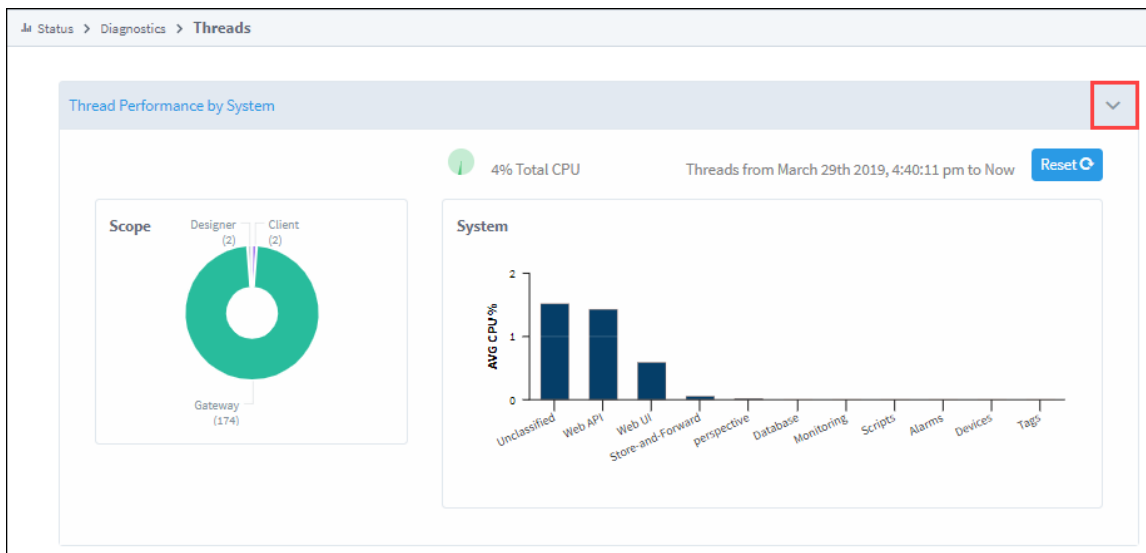 Status > Diagnostics > Threads
Thread Performance by System
4% Total CPU
Threads from March 29th 2019, 4:40:11 pm to Now
Reset
Scope
Designer
(2)
Client
(2)
Gateway
(174)
System
AVG CPU %
2
1
0
Unclassified
Web API
Web UI
Store-and-Forward
perspective
Database
Monitoring
Scripts
Alarms
Devices
Tags